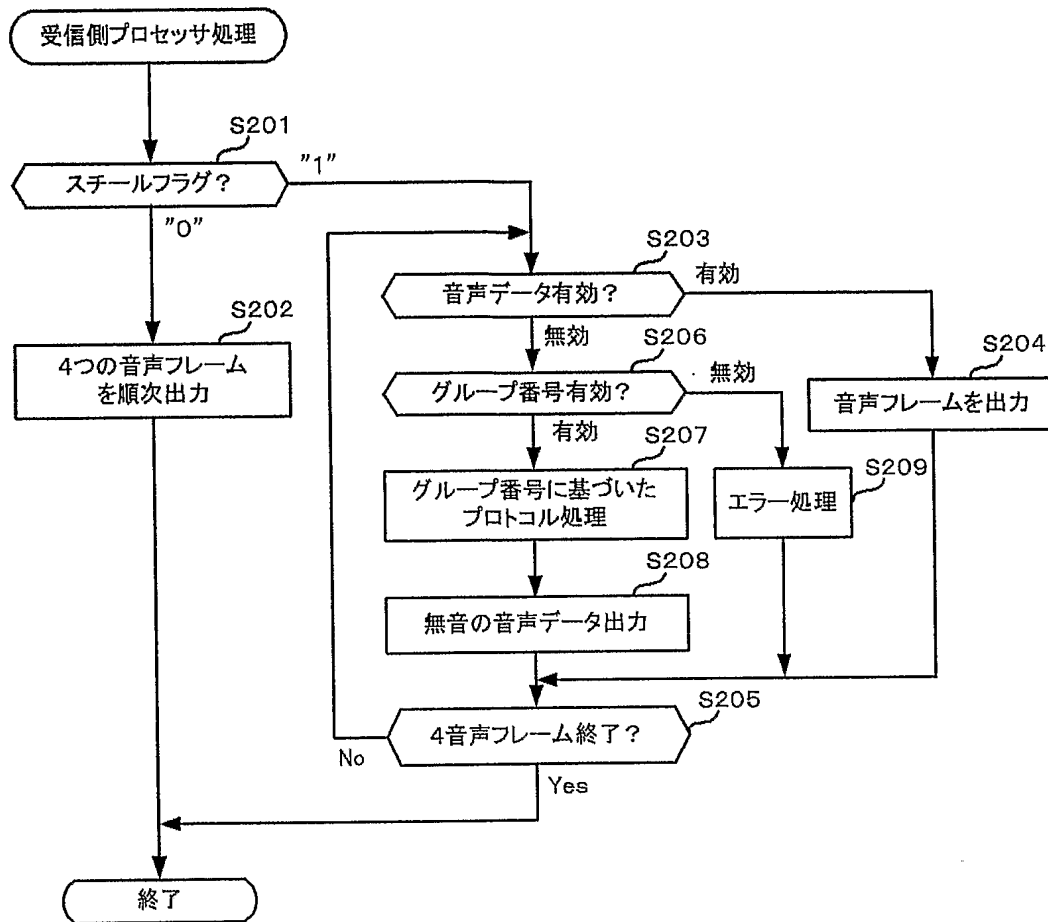 受信側プロセッサ処理
S201
スチールフラグ？
"1"
"0"
S202
4つの音声フレーム
を順次出力
S203
音声データ有効？
有効
無効
S204
音声フレームを出力
S206
グループ番号有効？
無効
有効
S207
グループ番号に基づいた
プロトコル処理
S209
エラー処理
S208
無音の音声データ出力
S205
4音声フレーム終了？
No
Yes
終了